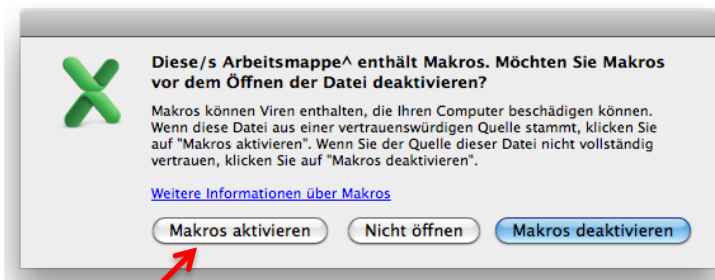 Diese/s Arbeitsmappe^ enthält Makros. Möchten Sie Makros
vor dem Öffnen der Datei deaktivieren?
Makros können Viren enthalten, die Ihren Computer beschädigen können.
Wenn diese Datei aus einer vertrauenswürdigen Quelle stammt, klicken Sie
auf "Makros aktivieren". Wenn Sie der Quelle dieser Datei nicht vollständig
vertrauen, klicken Sie auf "Makros deaktivieren".
Weitere Informationen über Makros
Makros aktivieren Nicht öffnen Makros deaktivieren